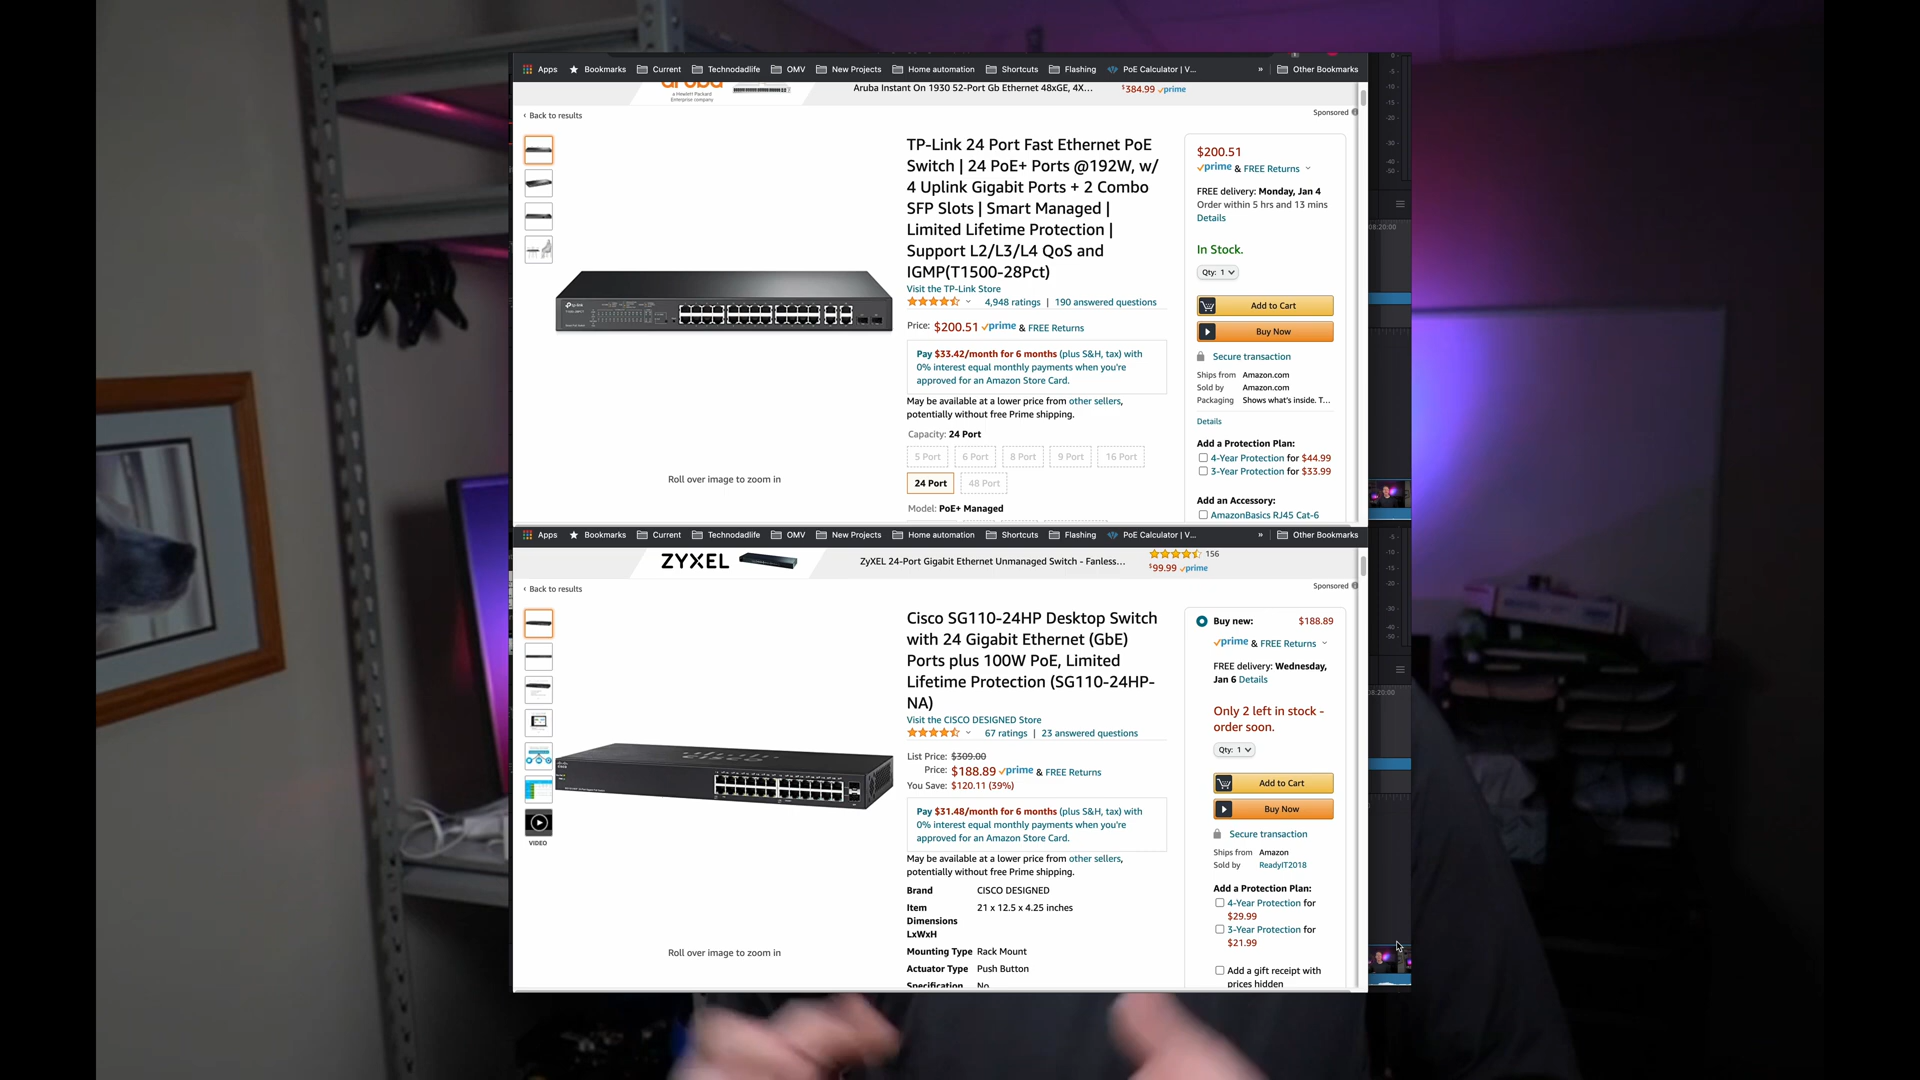 Apps Bookmarks Current Technodadlife OMV New Projects Home automation Shortcuts Flashing PoE Calculator | V... » Other Bookmarks
aruba
a Hewlett Packard
Enterprise company
Aruba Instant On 1930 52-Port Gb Ethernet 48xGE, 4X...
$384.99 prime
Sponsored
‹ Back to results
TP-Link 24 Port Fast Ethernet PoE
Switch | 24 PoE+ Ports @192W, w/
4 Uplink Gigabit Ports + 2 Combo
SFP Slots | Smart Managed |
Limited Lifetime Protection |
Support L2/L3/L4 QoS and
IGMP(T1500-28Pct)
Visit the TP-Link Store
4,948 ratings | 190 answered questions
Price: $200.51 prime & FREE Returns
Pay $33.42/month for 6 months (plus S&H, tax) with
0% interest equal monthly payments when you're
approved for an Amazon Store Card.
May be available at a lower price from other sellers,
potentially without free Prime shipping.
Capacity: 24 Port
5 Port 6 Port 8 Port 9 Port 16 Port
24 Port 48 Port
Model: PoE+ Managed
Roll over image to zoom in
$200.51
prime & FREE Returns
FREE delivery: Monday, Jan 4
Order within 5 hrs and 13 mins
Details
In Stock.
Qty: 1
Add to Cart
Buy Now
Secure transaction
Ships from Amazon.com
Sold by Amazon.com
Packaging Shows what's inside. T...
Details
Add a Protection Plan:
4-Year Protection for $44.99
3-Year Protection for $33.99
Add an Accessory:
AmazonBasics RJ45 Cat-6
08:20:00
Apps Bookmarks Current Technodadlife OMV New Projects Home automation Shortcuts Flashing PoE Calculator | V... » Other Bookmarks
ZYXEL
ZyXEL 24-Port Gigabit Ethernet Unmanaged Switch - Fanless...
156
$99.99 prime
Sponsored
‹ Back to results
Cisco SG110-24HP Desktop Switch
with 24 Gigabit Ethernet (GbE)
Ports plus 100W PoE, Limited
Lifetime Protection (SG110-24HP-
NA)
Visit the CISCO DESIGNED Store
67 ratings | 23 answered questions
List Price: $309.00
Price: $188.89 prime & FREE Returns
You Save: $120.11 (39%)
Pay $31.48/month for 6 months (plus S&H, tax) with
0% interest equal monthly payments when you're
approved for an Amazon Store Card.
May be available at a lower price from other sellers,
potentially without free Prime shipping.
Brand CISCO DESIGNED
Item
Dimensions
LxWxH
21 x 12.5 x 4.25 inches
Mounting Type Rack Mount
Actuator Type Push Button
Specification No
VIDEO
Roll over image to zoom in
Buy new: $188.89
prime & FREE Returns
FREE delivery: Wednesday,
Jan 6 Details
Only 2 left in stock -
order soon.
Qty: 1
Add to Cart
Buy Now
Secure transaction
Ships from Amazon
Sold by ReadyIT2018
Add a Protection Plan:
4-Year Protection for
$29.99
3-Year Protection for
$21.99
Add a gift receipt with
prices hidden
08:20:00